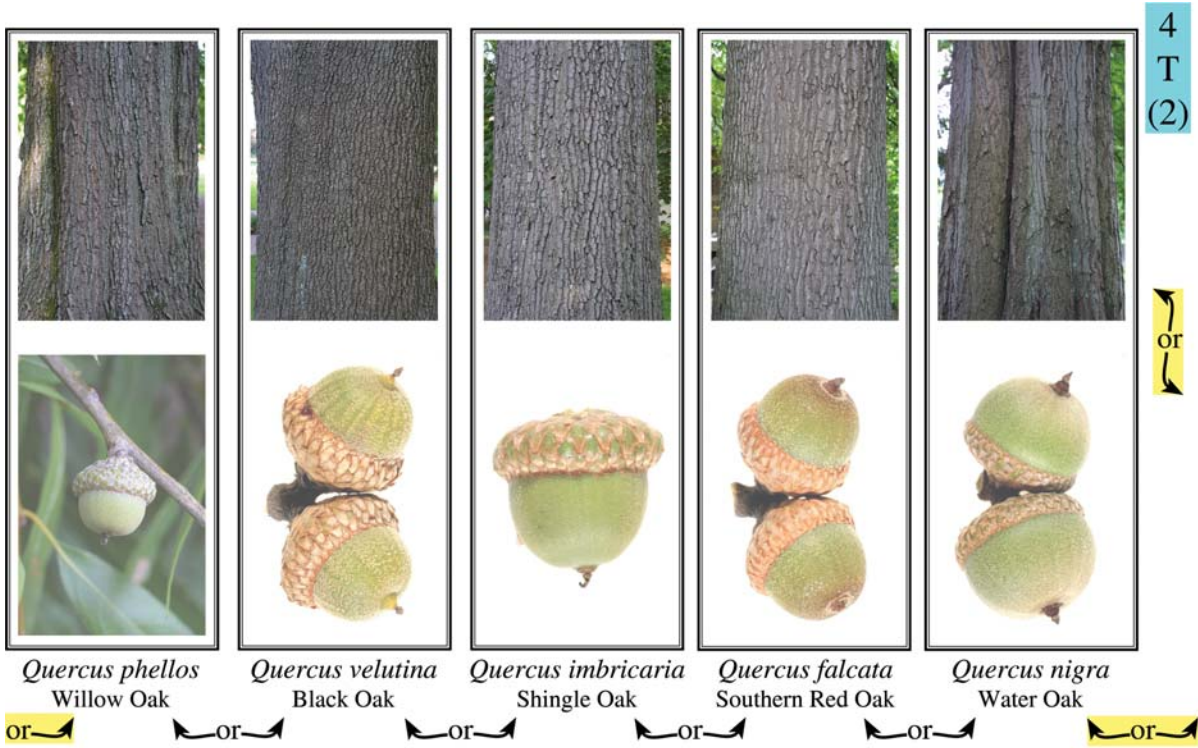 4
T
(2)
or
Quercus phellos
Willow Oak
Quercus velutina
Black Oak
Quercus imbricaria
Shingle Oak
Quercus falcata
Southern Red Oak
Quercus nigra
Water Oak
or
or
or
or
or
or